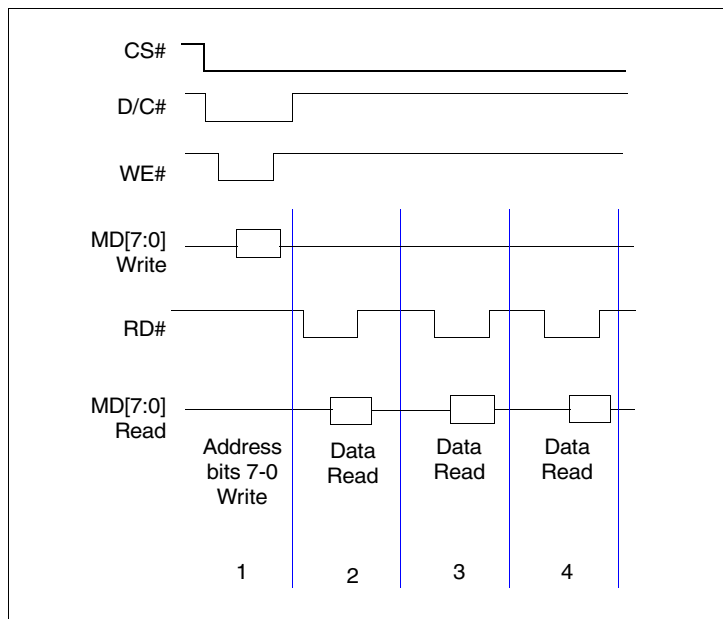 CS#
D/C#
WE#
MD[7:0]
Write
RD#
MD[7:0]
Read
Address
bits 7-0
Write
Data
Read
Data
Read
Data
Read
1
2
3
4